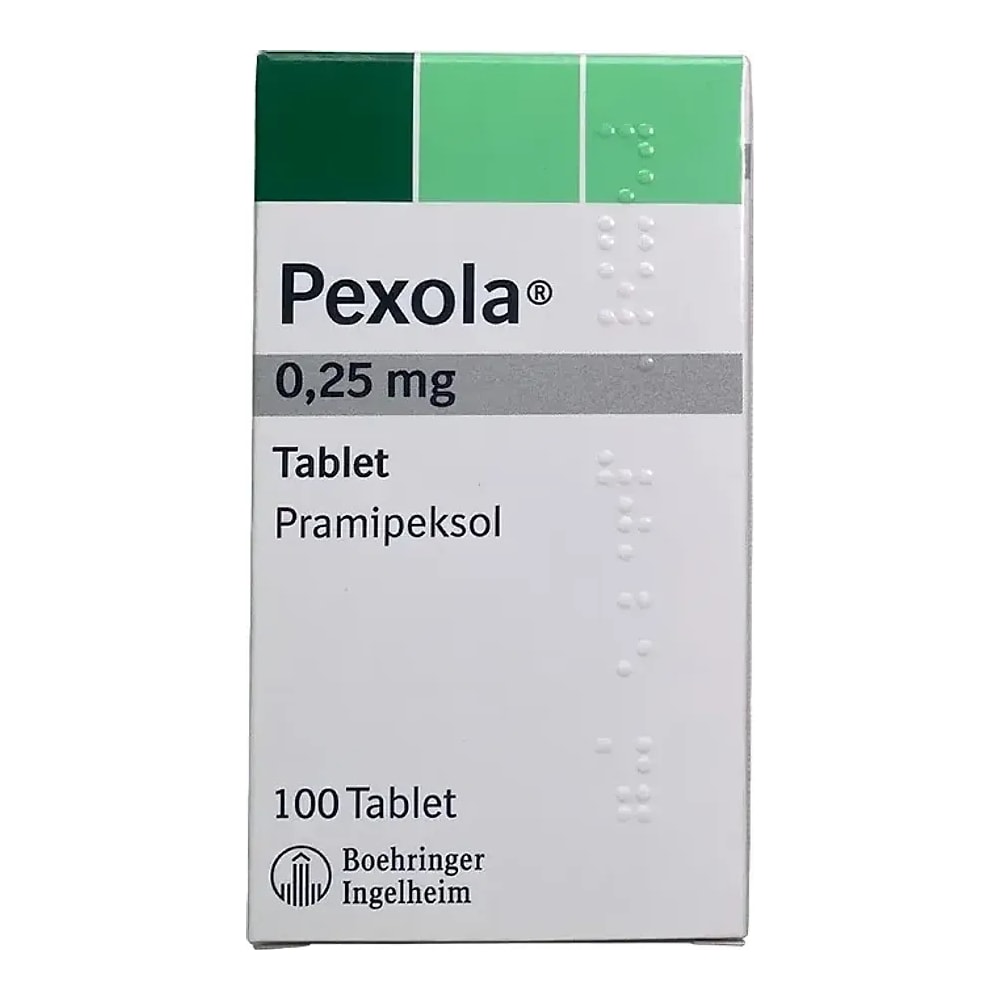 Pexola®
0,25 mg
Tablet
Pramipeksol
100 Tablet
Boehringer
Ingelheim